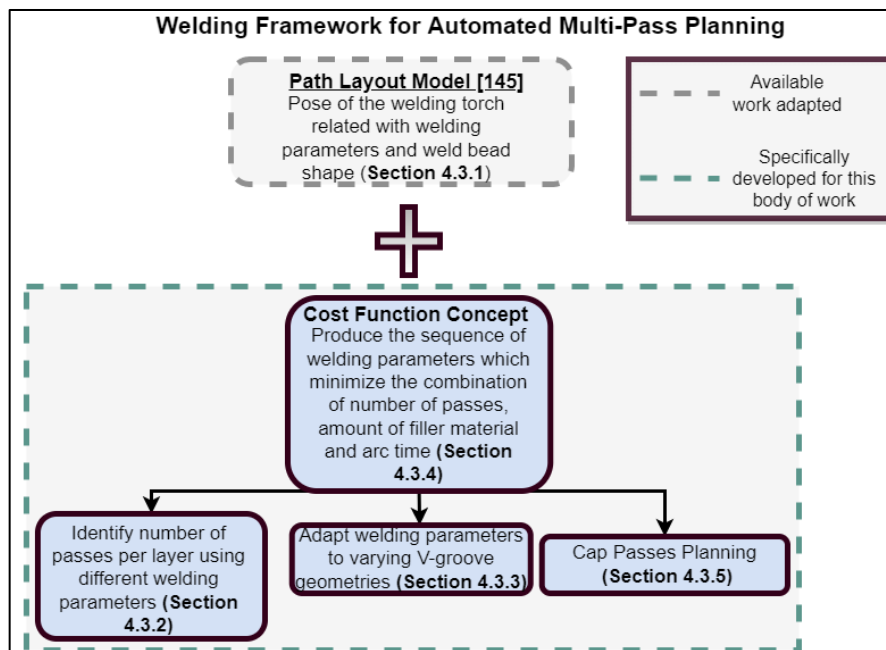 Welding Framework for Automated Multi-Pass Planning
Path Layout Model [145]
Pose of the welding torch
related with welding
parameters and weld bead
shape (Section 4.3.1)
Available
work adapted
Specifically
developed for this
body of work
Cost Function Concept
Produce the sequence of
welding parameters which
minimize the combination
of number of passes,
amount of filler material
and arc time (Section
4.3.4)
Identify number of
passes per layer using
different welding
parameters (Section
4.3.2)
Adapt welding parameters
to varying V-groove
geometries (Section 4.3.3)
Cap Passes Planning
(Section 4.3.5)